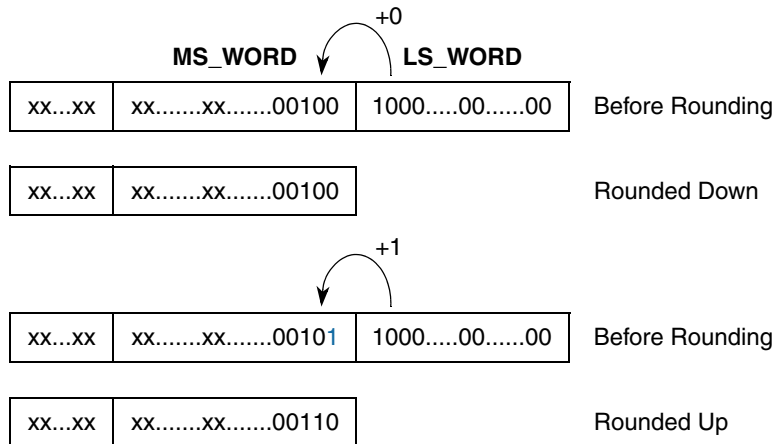 +0
MS_WORD LS_WORD
xx...xx xx.......xx.......00100 1000.....00......00 Before Rounding
xx...xx xx.......xx.......00100 Rounded Down
+1
xx...xx xx.......xx.......00101 1000.....00......00 Before Rounding
xx...xx xx.......xx.......00110 Rounded Up